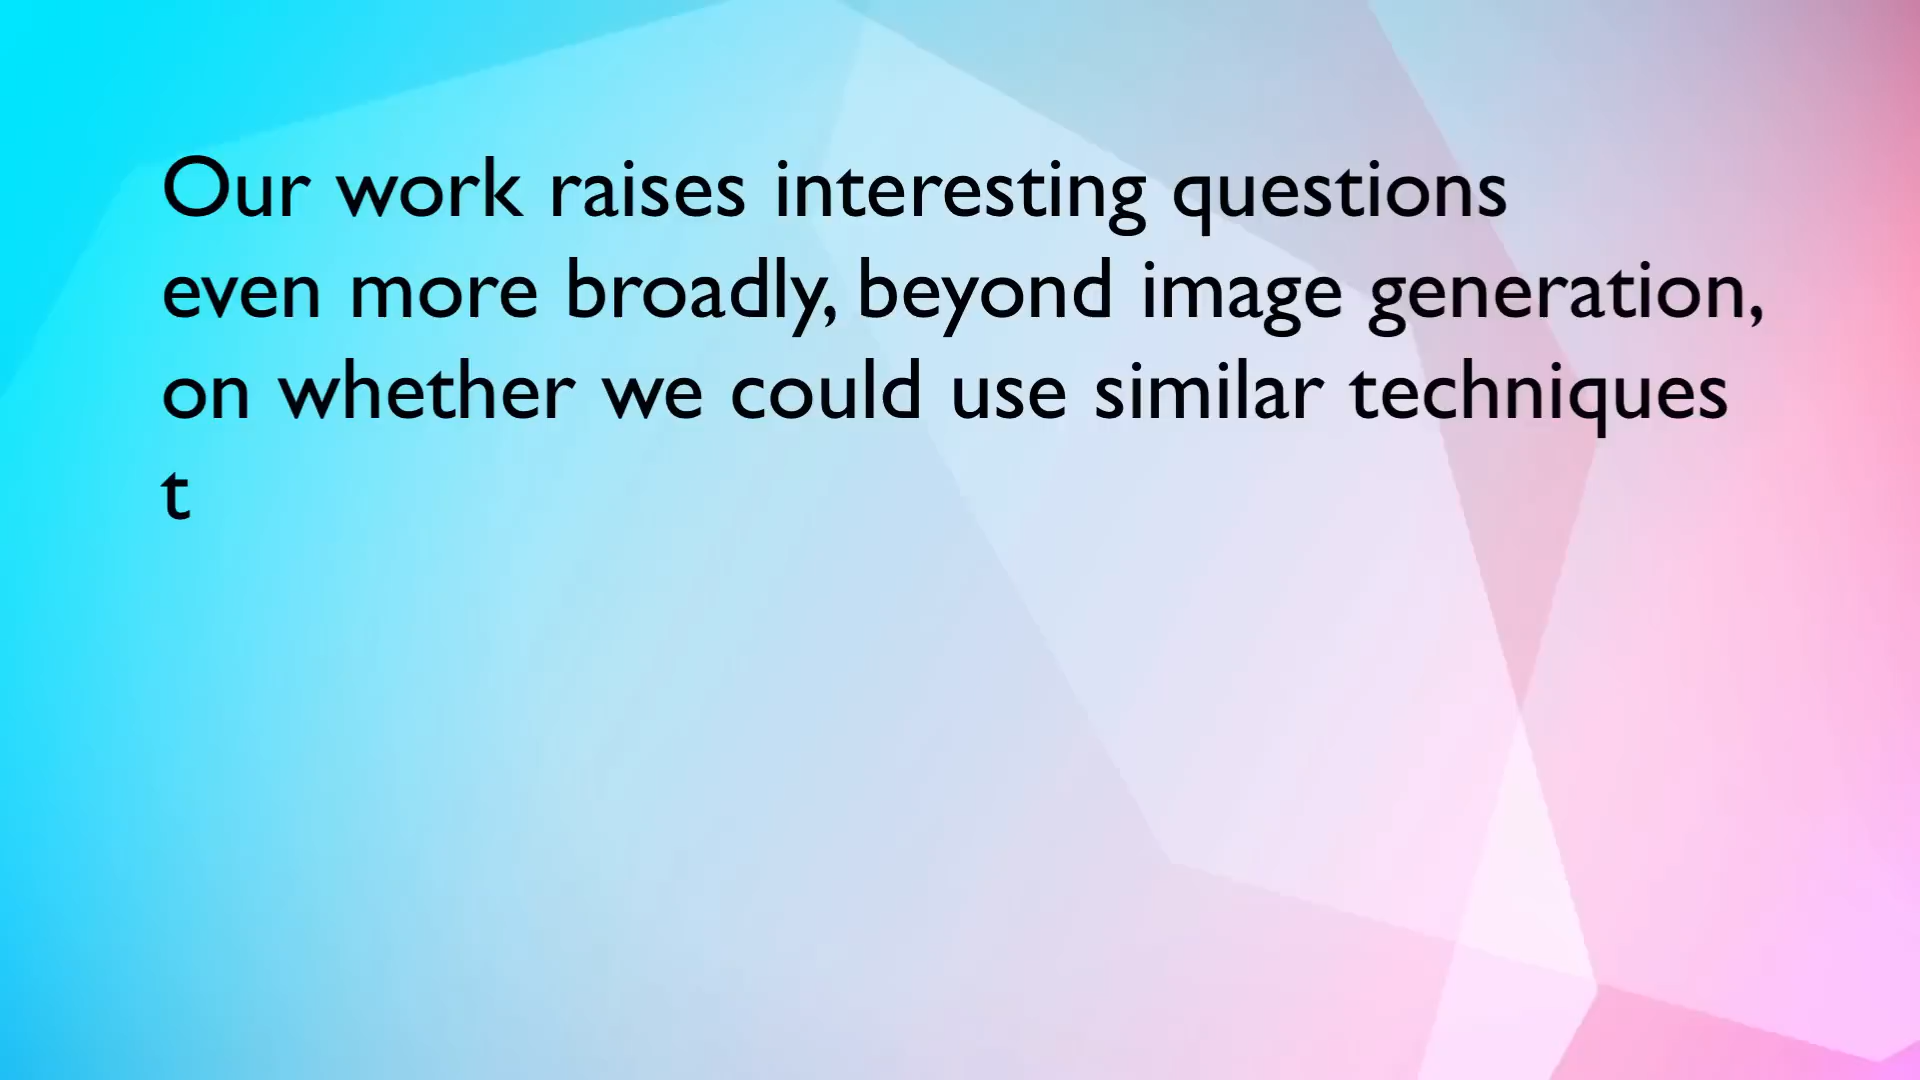 Our work raises interesting questions
even more broadly, beyond image generation,
on whether we could use similar techniques
t